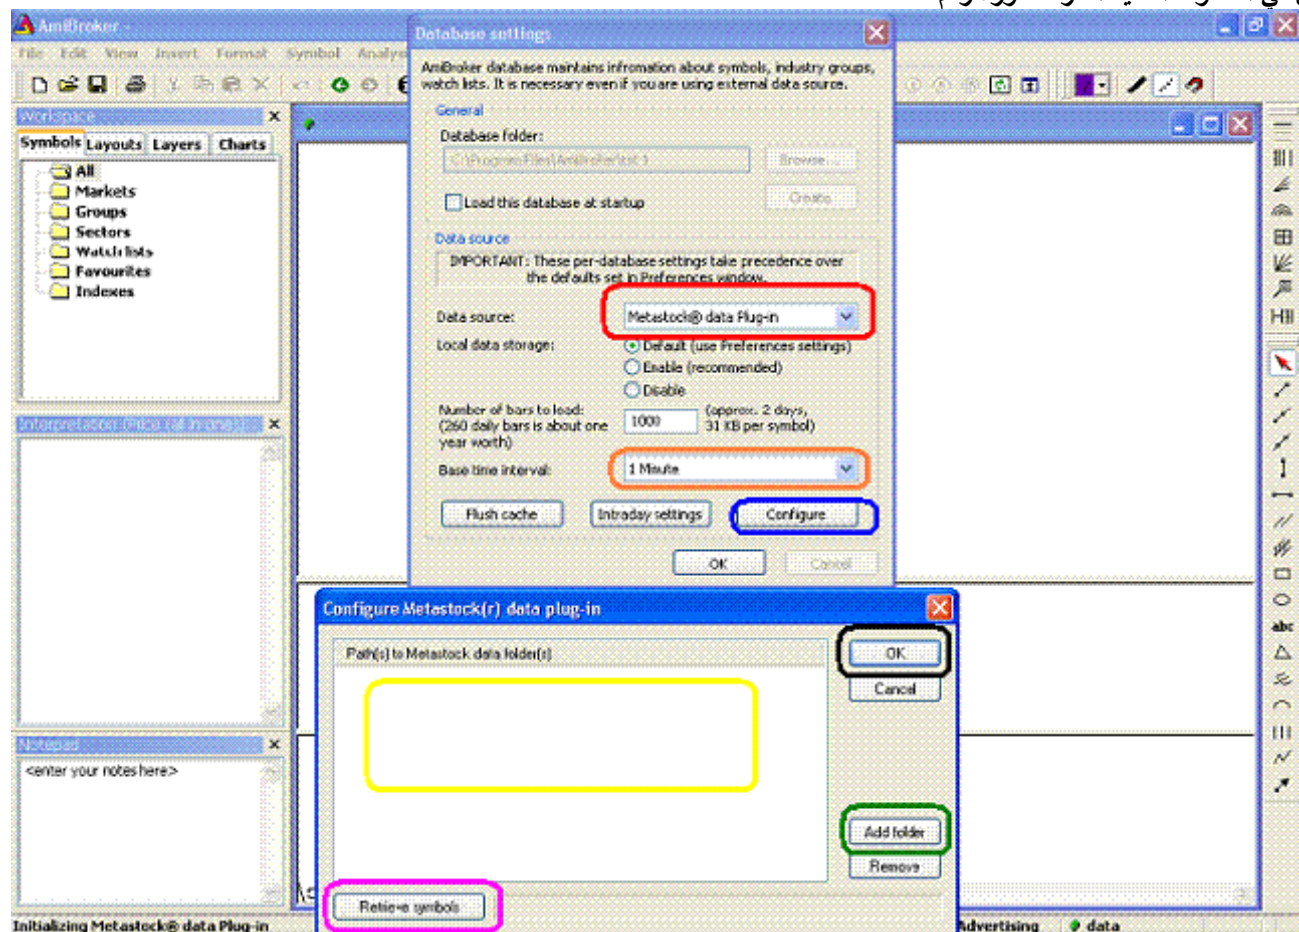 AmiBroker -
File Edit View Insert Format Symbol Analys
Workspace
Symbols Layouts Layers Charts
All
Markets
Groups
Sectors
Watch lists
Favourites
Indexes
Notepad
<enter your notes here>
Database settings
AmiBroker database maintains infromation about symbols, industry groups,
watch lists. It is necessary even if you are using external data source.
General
Database folder:
Browse...
Load this database at startup
Create
Data source
IMPORTANT: These per-database settings take precedence over
the defaults set in Preferences window.
Data source: Metastock® data Plug-in
Local data storage: Default (use Preferences settings)
Enable (recommended)
Disable
Number of bars to load:
(260 daily bars is about one
year worth)
1000
(approx. 2 days,
31 KB per symbol)
Base time interval: 1 Minute
Flush cache Intraday settings Configure
OK Cancel
Configure Metastock(r) data plug-in
Path(s) to Metastock data folder(s)
OK
Cancel
Add folder
Remove
Retrieve symbols
abc
Initializing Metastock® data Plug-in
Advertising data